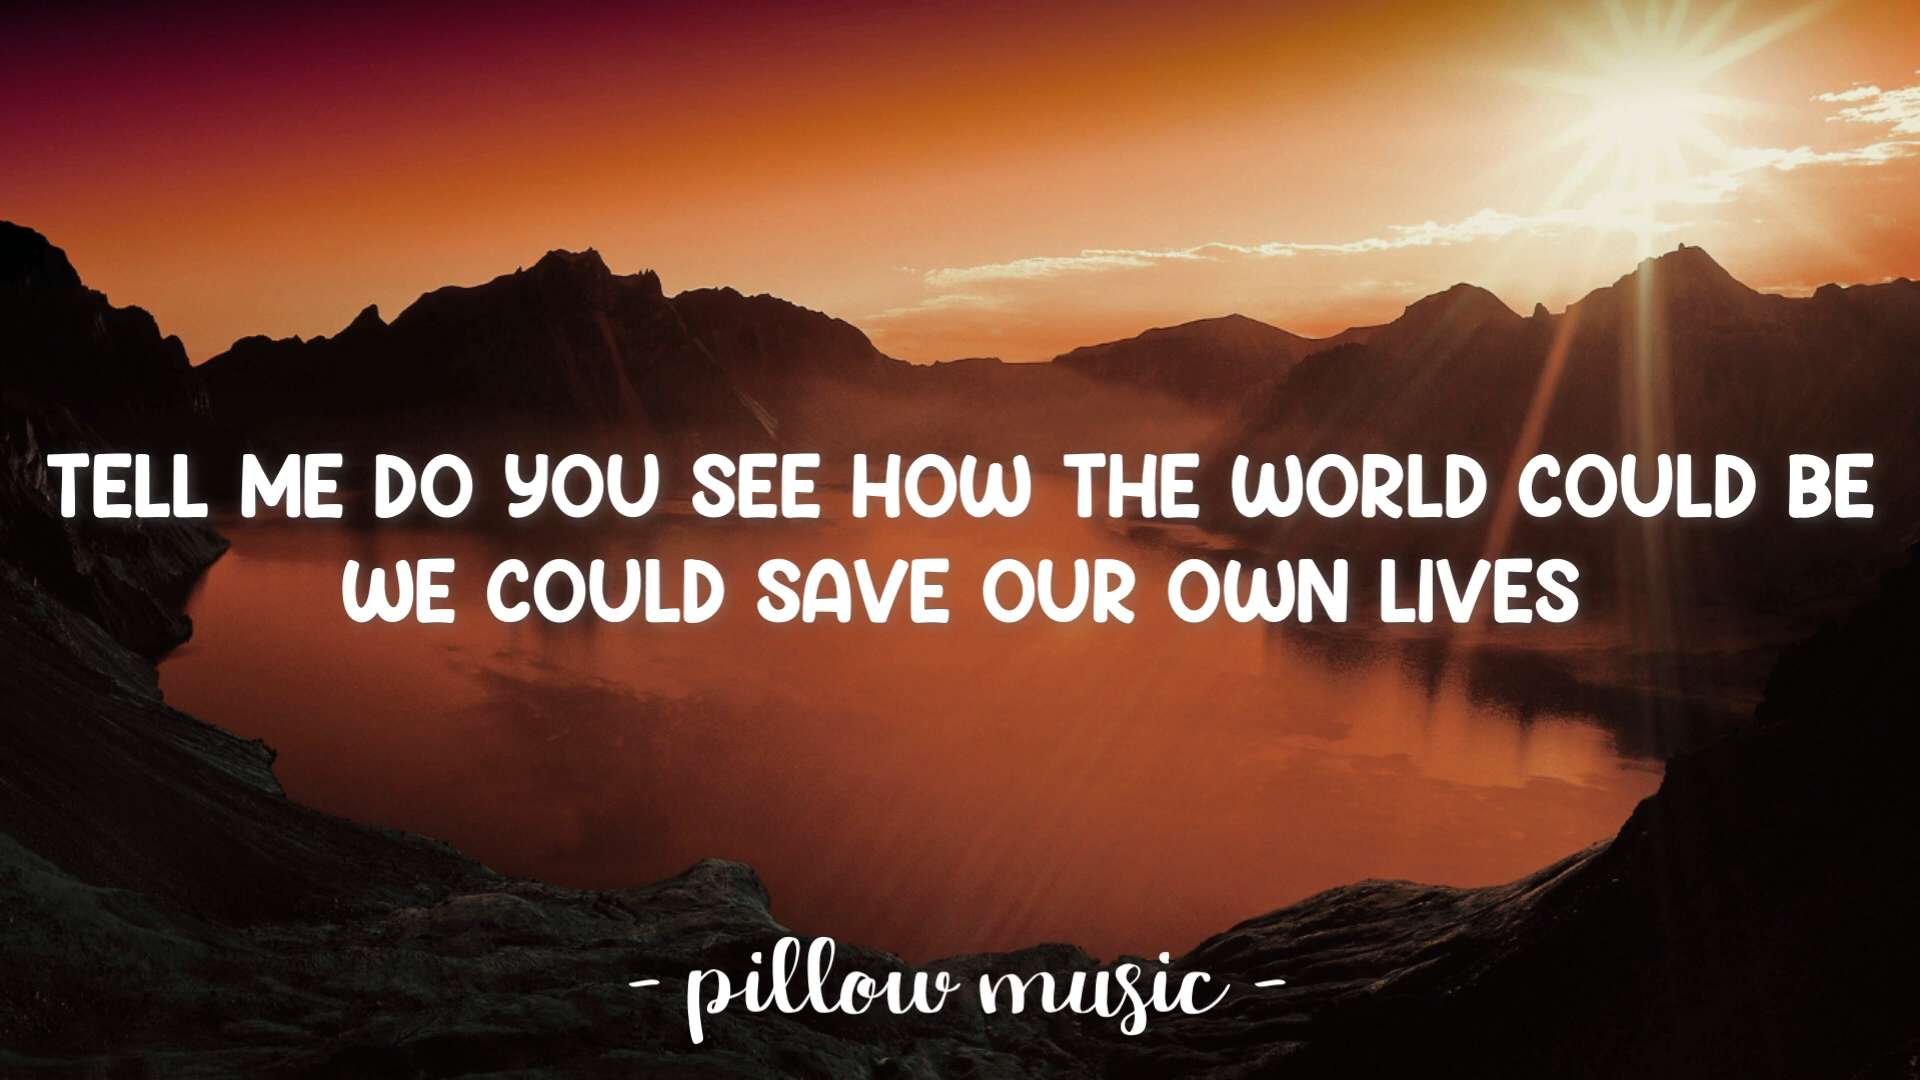 TELL ME DO YOU SEE HOW THE WORLD COULD BE
WE COULD SAVE OUR OWN LIVES
- pillow music -